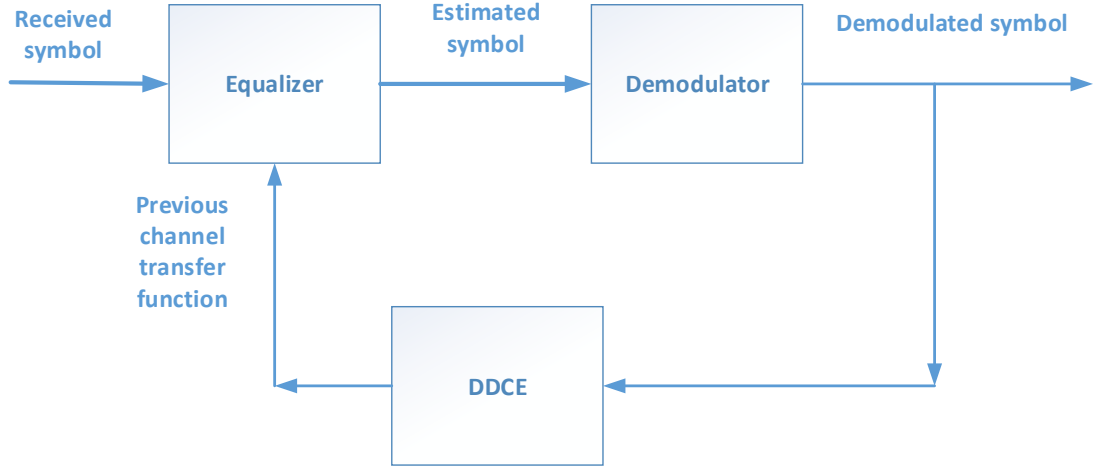 Received
symbol
Equalizer
Estimated
symbol
Demodulator
Demodulated symbol
Previous
channel
transfer
function
DDCE